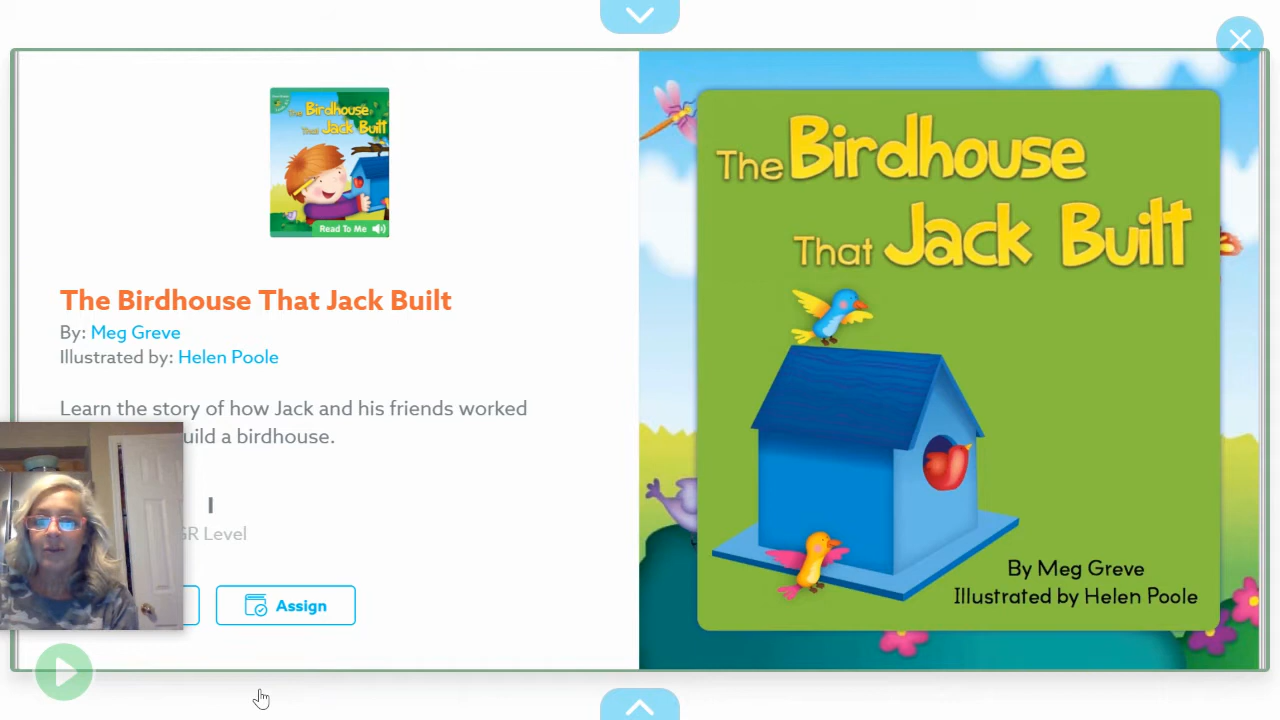 The Birdhouse
That Jack Built
Read To Me
The Birdhouse That Jack Built
By: Meg Greve
Illustrated by: Helen Poole
Learn the story of how Jack and his friends worked
uild a birdhouse.
I
GR Level
Assign
The Birdhouse
That Jack Built
By Meg Greve
Illustrated by Helen Poole